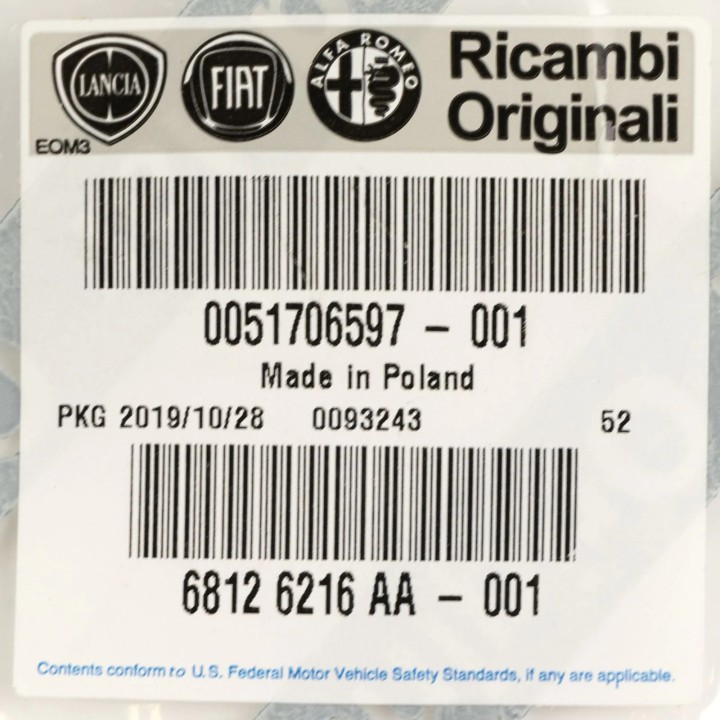 LANCIA FIAT ALFA ROMEO Ricambi
Originali
EOM3
0051706597 – 001
Made in Poland
PKG 2019/10/28 0093243 52
6812 6216 AA – 001
Contents conform to U.S. Federal Motor Vehicle Safety Standards, if any are applicable.